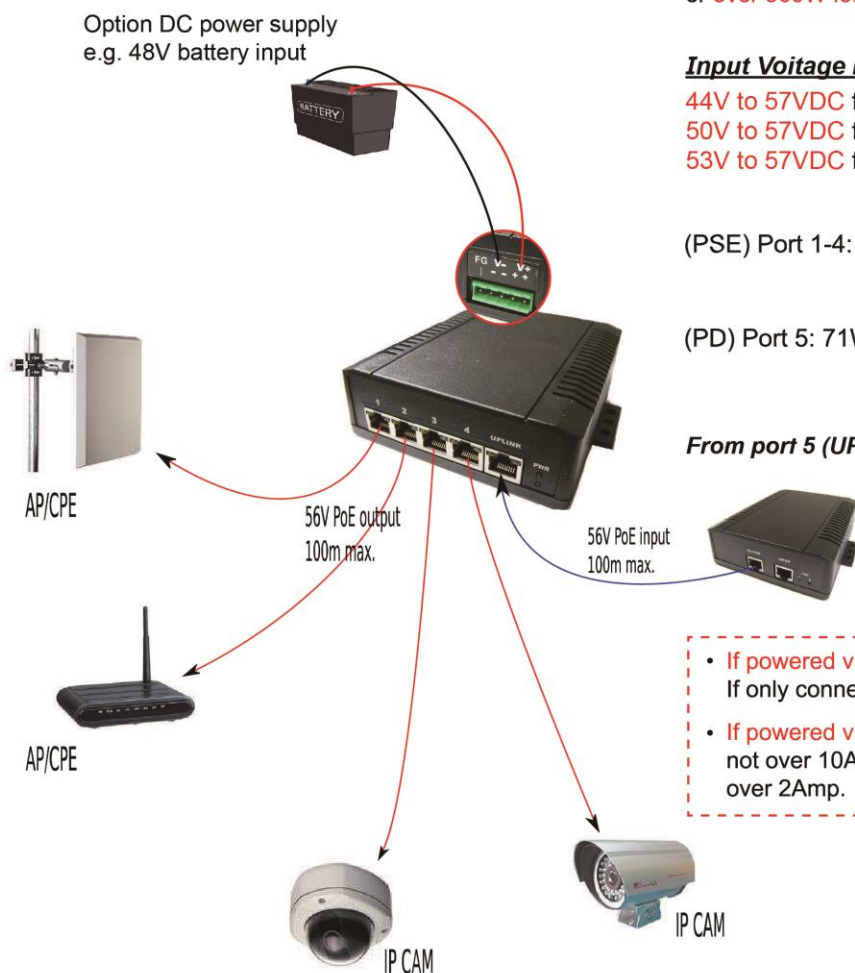 Option DC power supply
e.g. 48V battery input
BATTERY
Input Voitage
44V to 57VDC
50V to 57VDC
53V to 57VDC
FG V- V+
- - + +
(PSE) Port 1-4:
(PD) Port 5: 71W
1 2 3 4 UPLINK
PWR
From port 5 (UP
AP/CPE
56V PoE output
100m max.
56V PoE input
100m max.
If powered v
If only conne
If powered v
not over 10A
over 2Amp.
AP/CPE
IP CAM
IP CAM